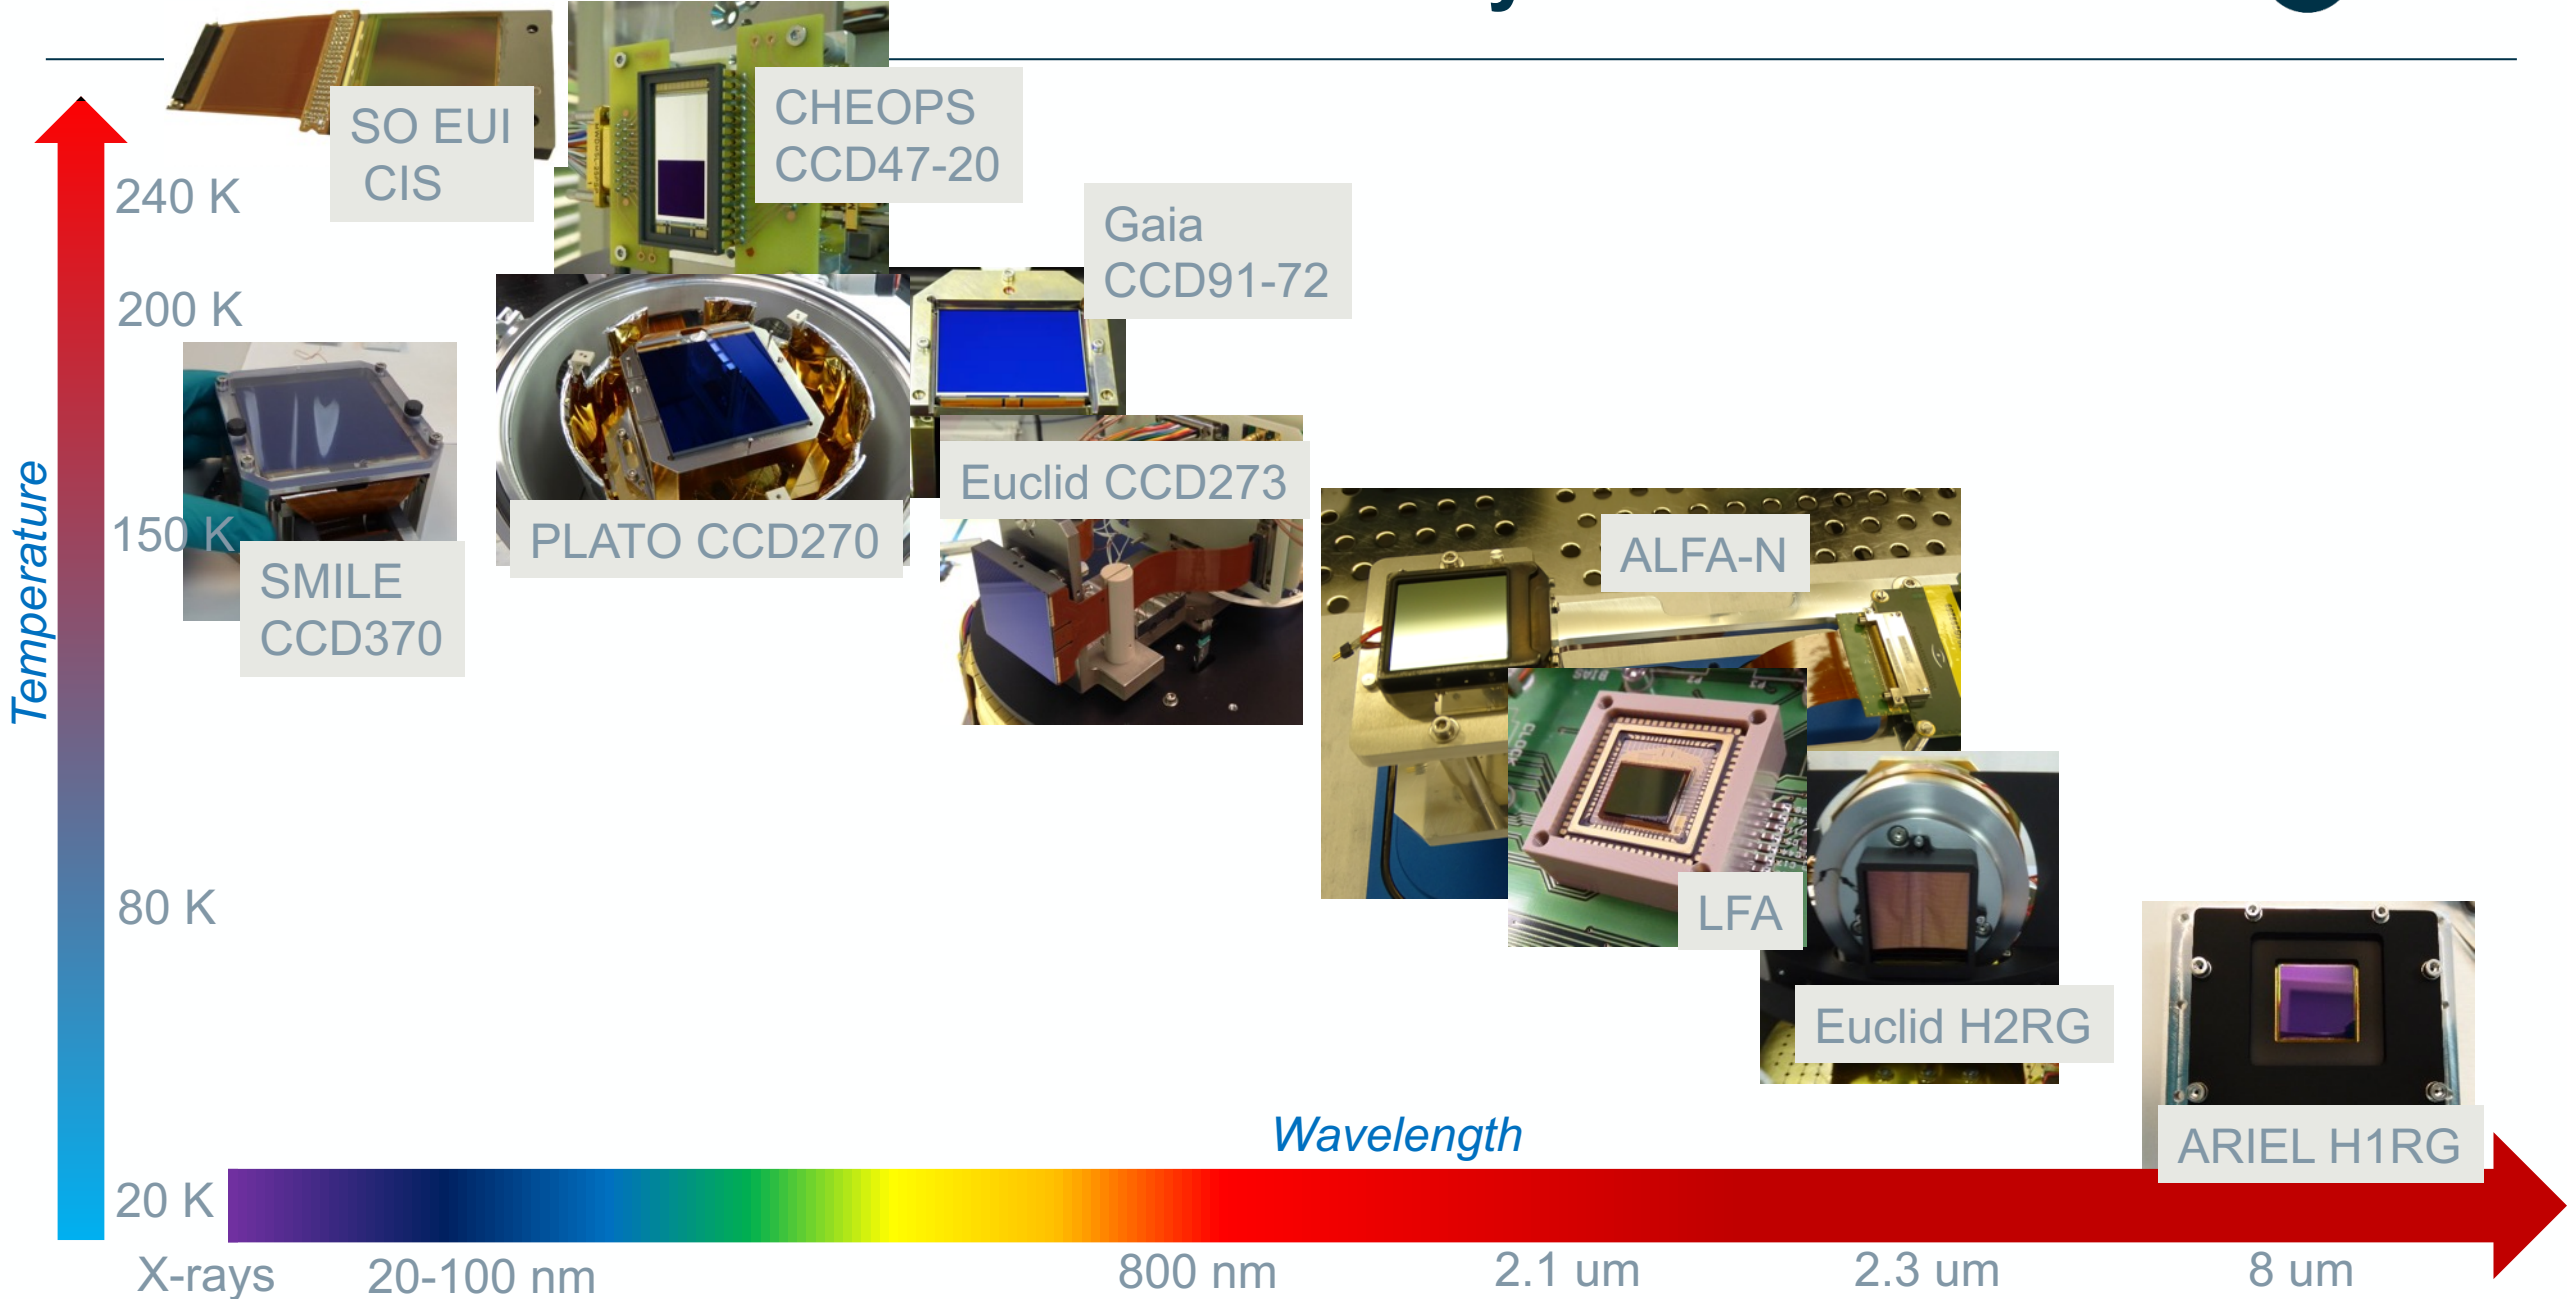 SO EUI
CIS
CHEOPS
CCD47-20
240 K
Gaia
CCD91-72
200 K
Euclid CCD273
150 K
PLATO CCD270
ALFA-N
SMILE
CCD370
Temperature
BIAS
CLOCK
80 K
LFA
Euclid H2RG
Wavelength
ARIEL H1RG
20 K
X-rays
20-100 nm
800 nm
2.1 um
2.3 um
8 um